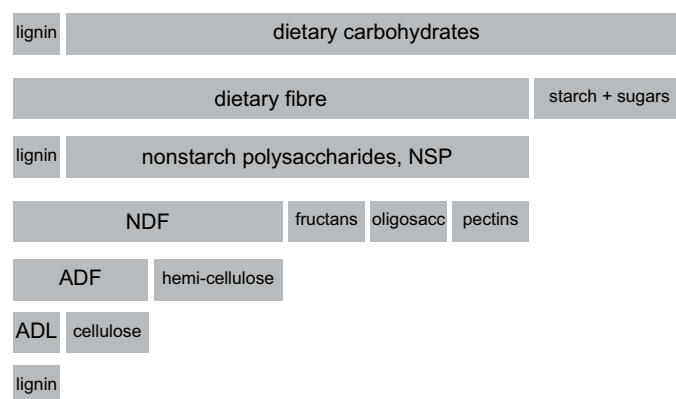 lignin dietary carbohydrates
dietary fibre starch + sugars
lignin nonstarch polysaccharides, NSP
NDF fructans oligosacc pectins
ADF hemi-cellulose
ADL cellulose
lignin